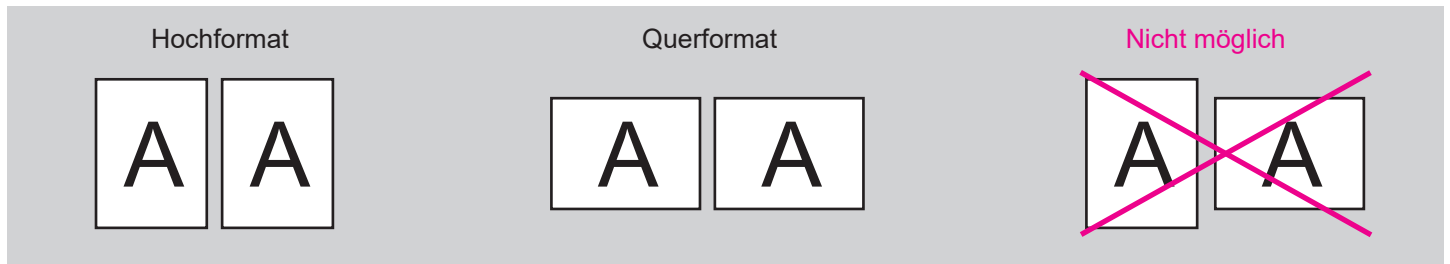 Hochformat
Querformat
Nicht möglich
A A
A A
A A